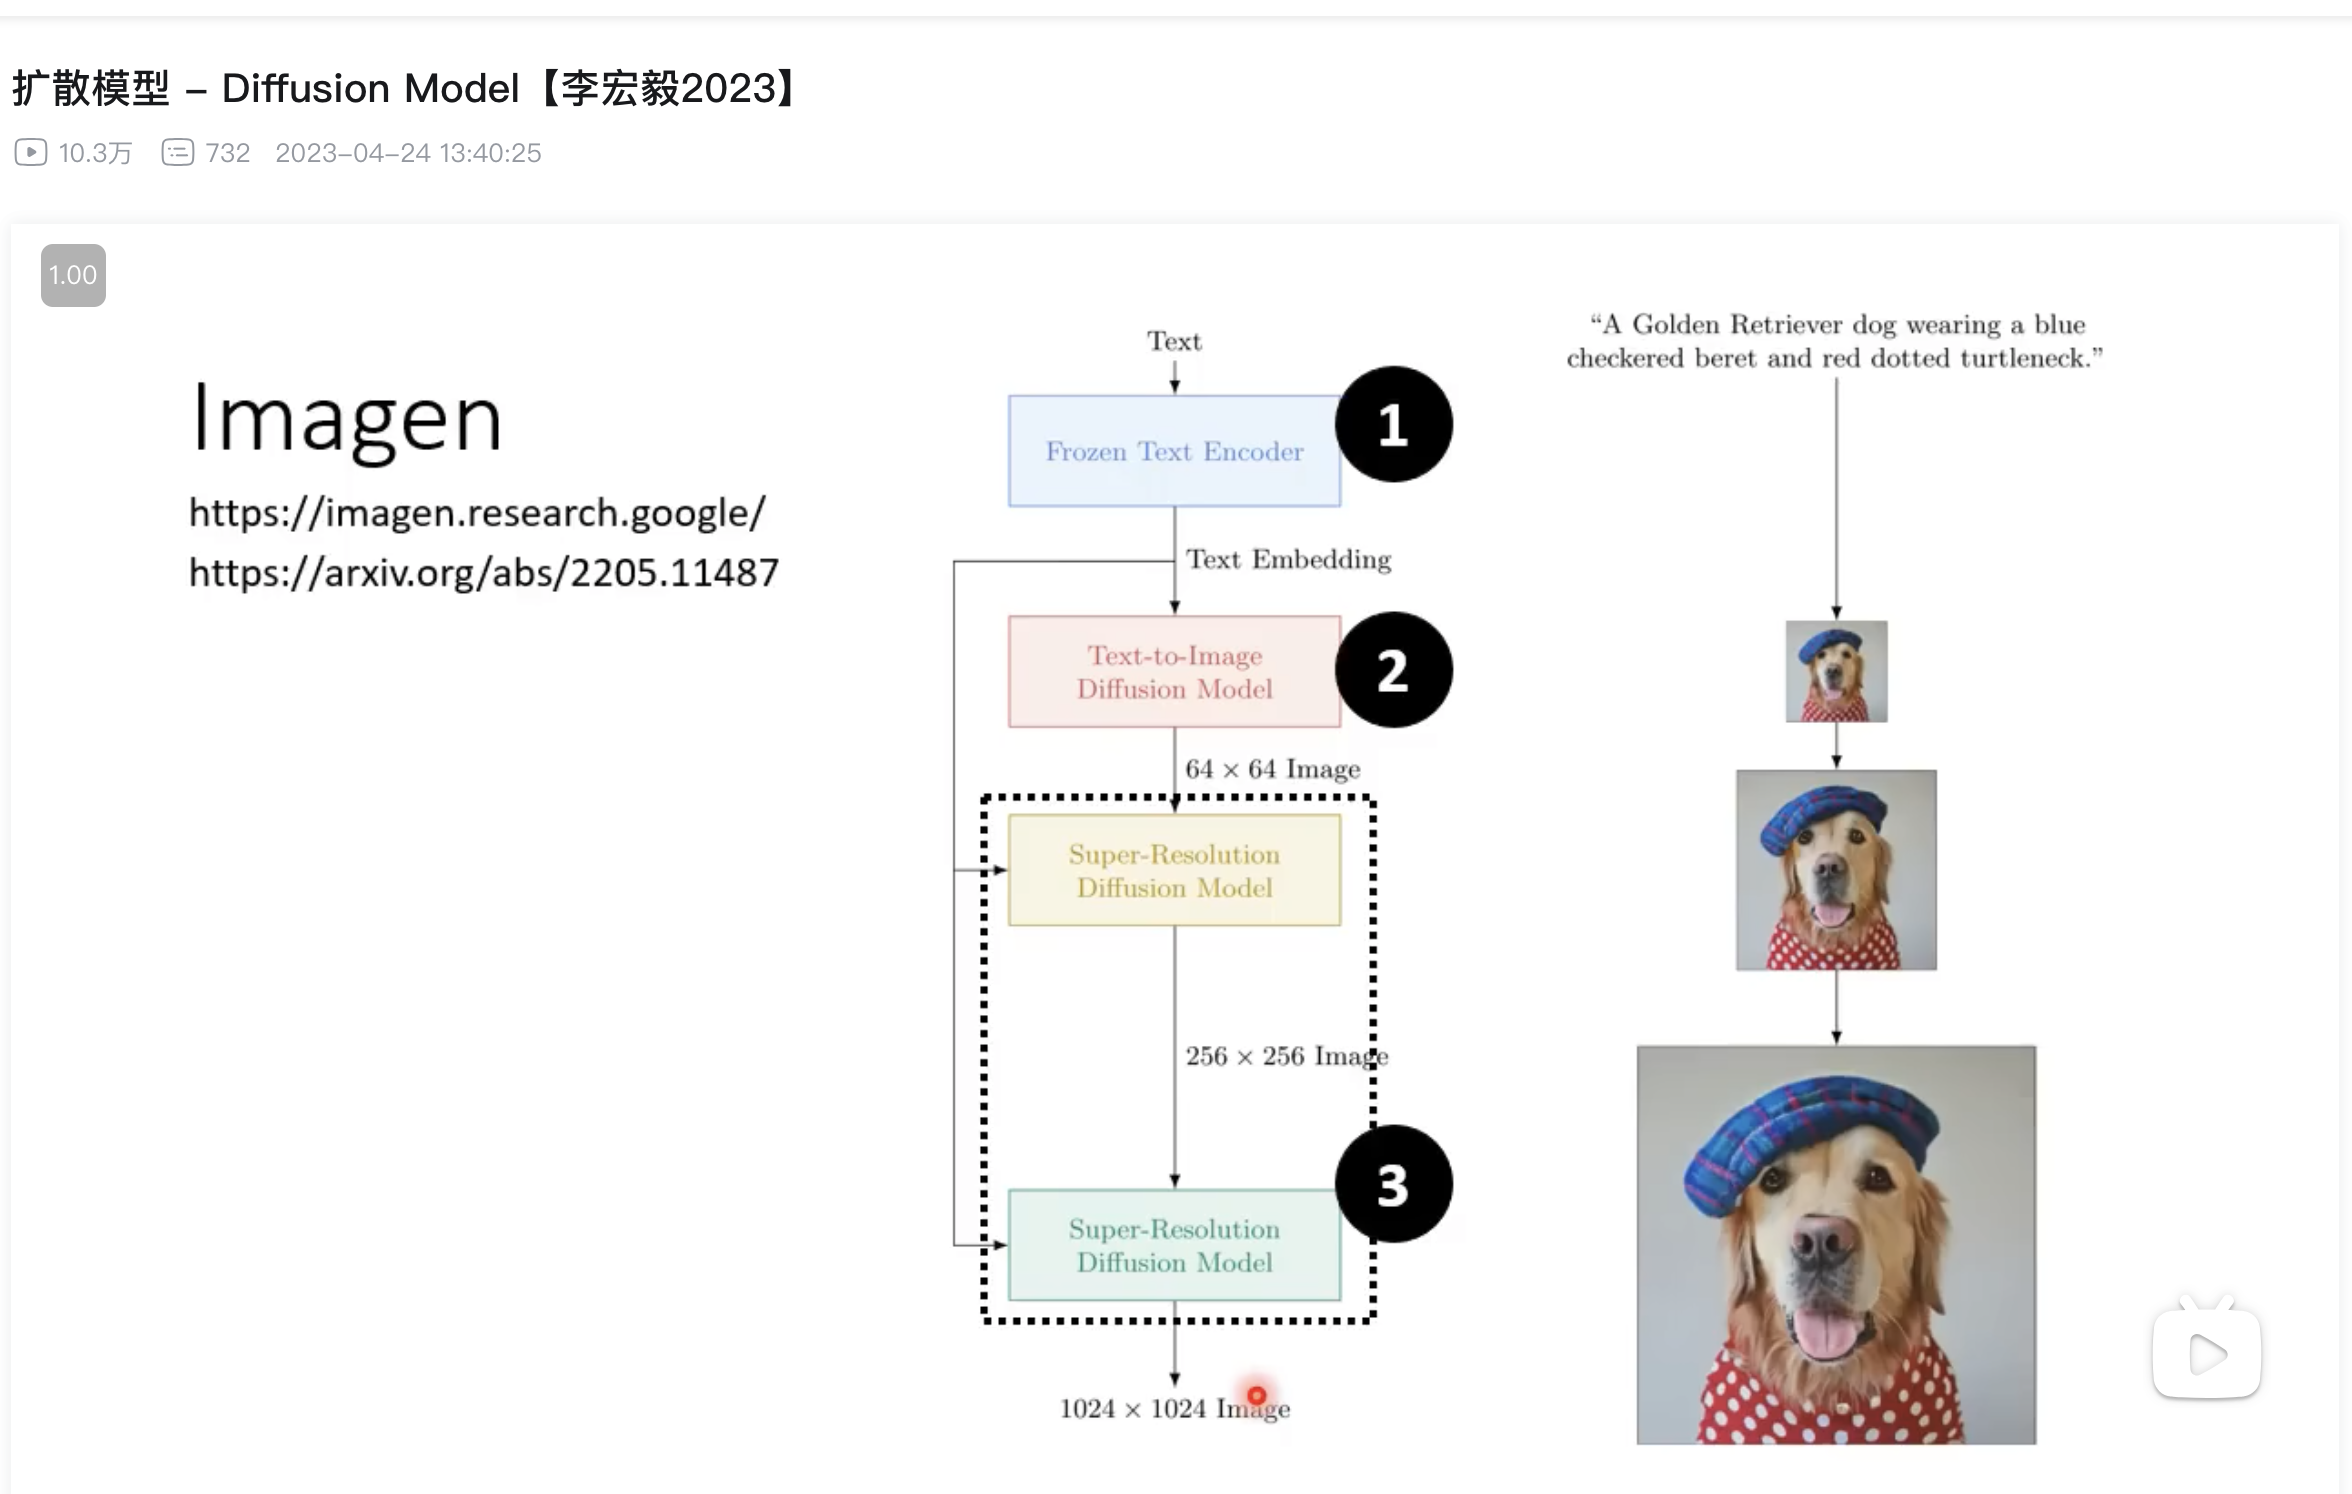 扩散模型 – Diffusion Model【李宏毅2023】
10.3万 732 2023-04-24 13:40:25
1.00
Imagen
https://imagen.research.google/
https://arxiv.org/abs/2205.11487
Text
Frozen Text Encoder
1
Text Embedding
Text-to-Image
Diffusion Model
2
64 × 64 Image
Super-Resolution
Diffusion Model
256 × 256 Image
Super-Resolution
Diffusion Model
3
1024 × 1024 Image
“A Golden Retriever dog wearing a blue
checkered beret and red dotted turtleneck.”